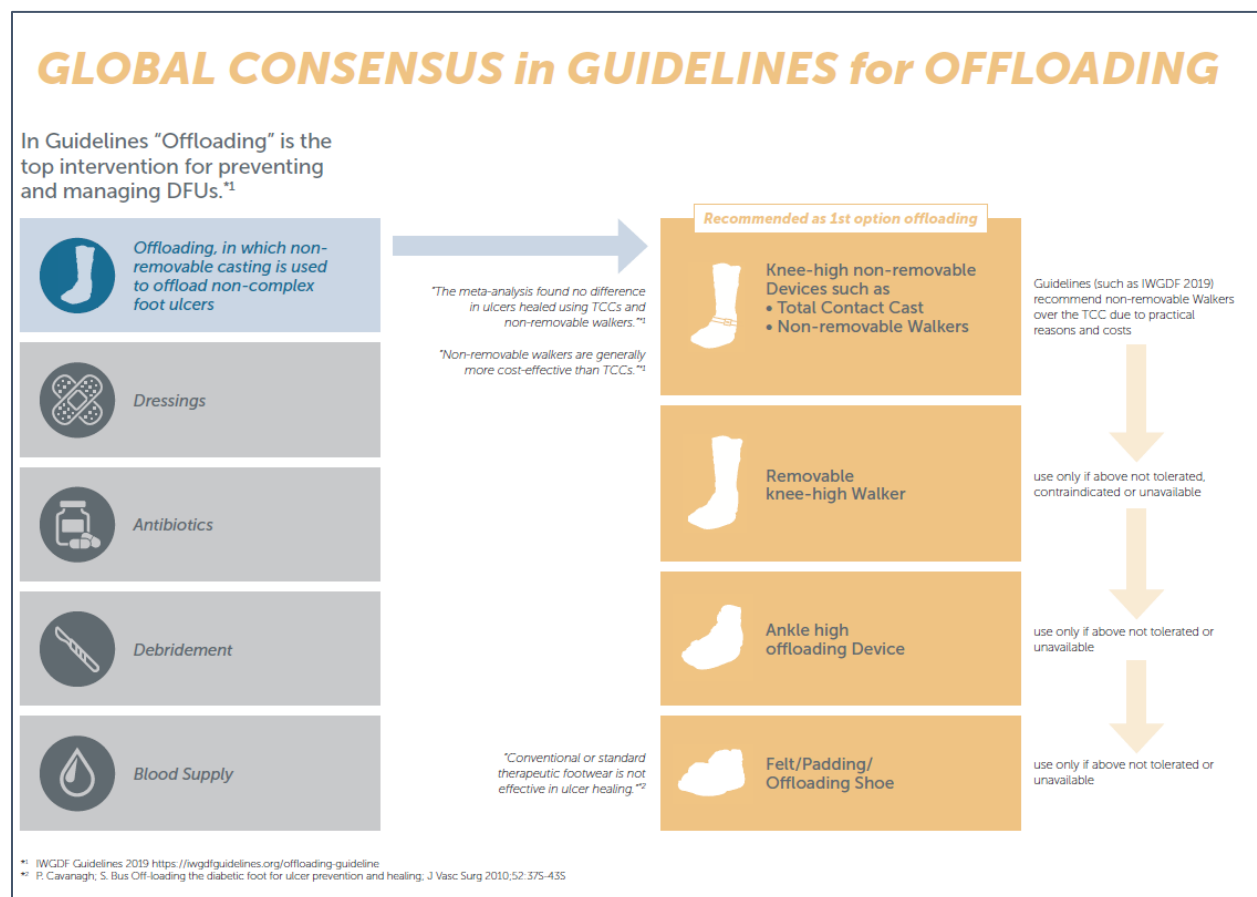 GLOBAL CONSENSUS in GUIDELINES for OFFLOADING
In Guidelines “Offloading” is the
top intervention for preventing
and managing DFUs.*1
Offloading, in which non-
removable casting is used
to offload non-complex
foot ulcers
Dressings
Antibiotics
Debridement
Blood Supply
"The meta-analysis found no difference
in ulcers healed using TCCs and
non-removable walkers."*1
"Non-removable walkers are generally
more cost-effective than TCCs."*1
"Conventional or standard
therapeutic footwear is not
effective in ulcer healing."*2
Recommended as 1st option offloading
Knee-high non-removable
Devices such as
• Total Contact Cast
• Non-removable Walkers
Removable
knee-high Walker
Ankle high
offloading Device
Felt/Padding/
Offloading Shoe
Guidelines (such as IWGDF 2019)
recommend non-removable Walkers
over the TCC due to practical
reasons and costs
use only if above not tolerated,
contraindicated or unavailable
use only if above not tolerated or
unavailable
use only if above not tolerated or
unavailable
*1 IWGDF Guidelines 2019 https://iwgdfguidelines.org/offloading-guideline
*2 P. Cavanagh; S. Bus Off-loading the diabetic foot for ulcer prevention and healing; J Vasc Surg 2010;52:37S-43S